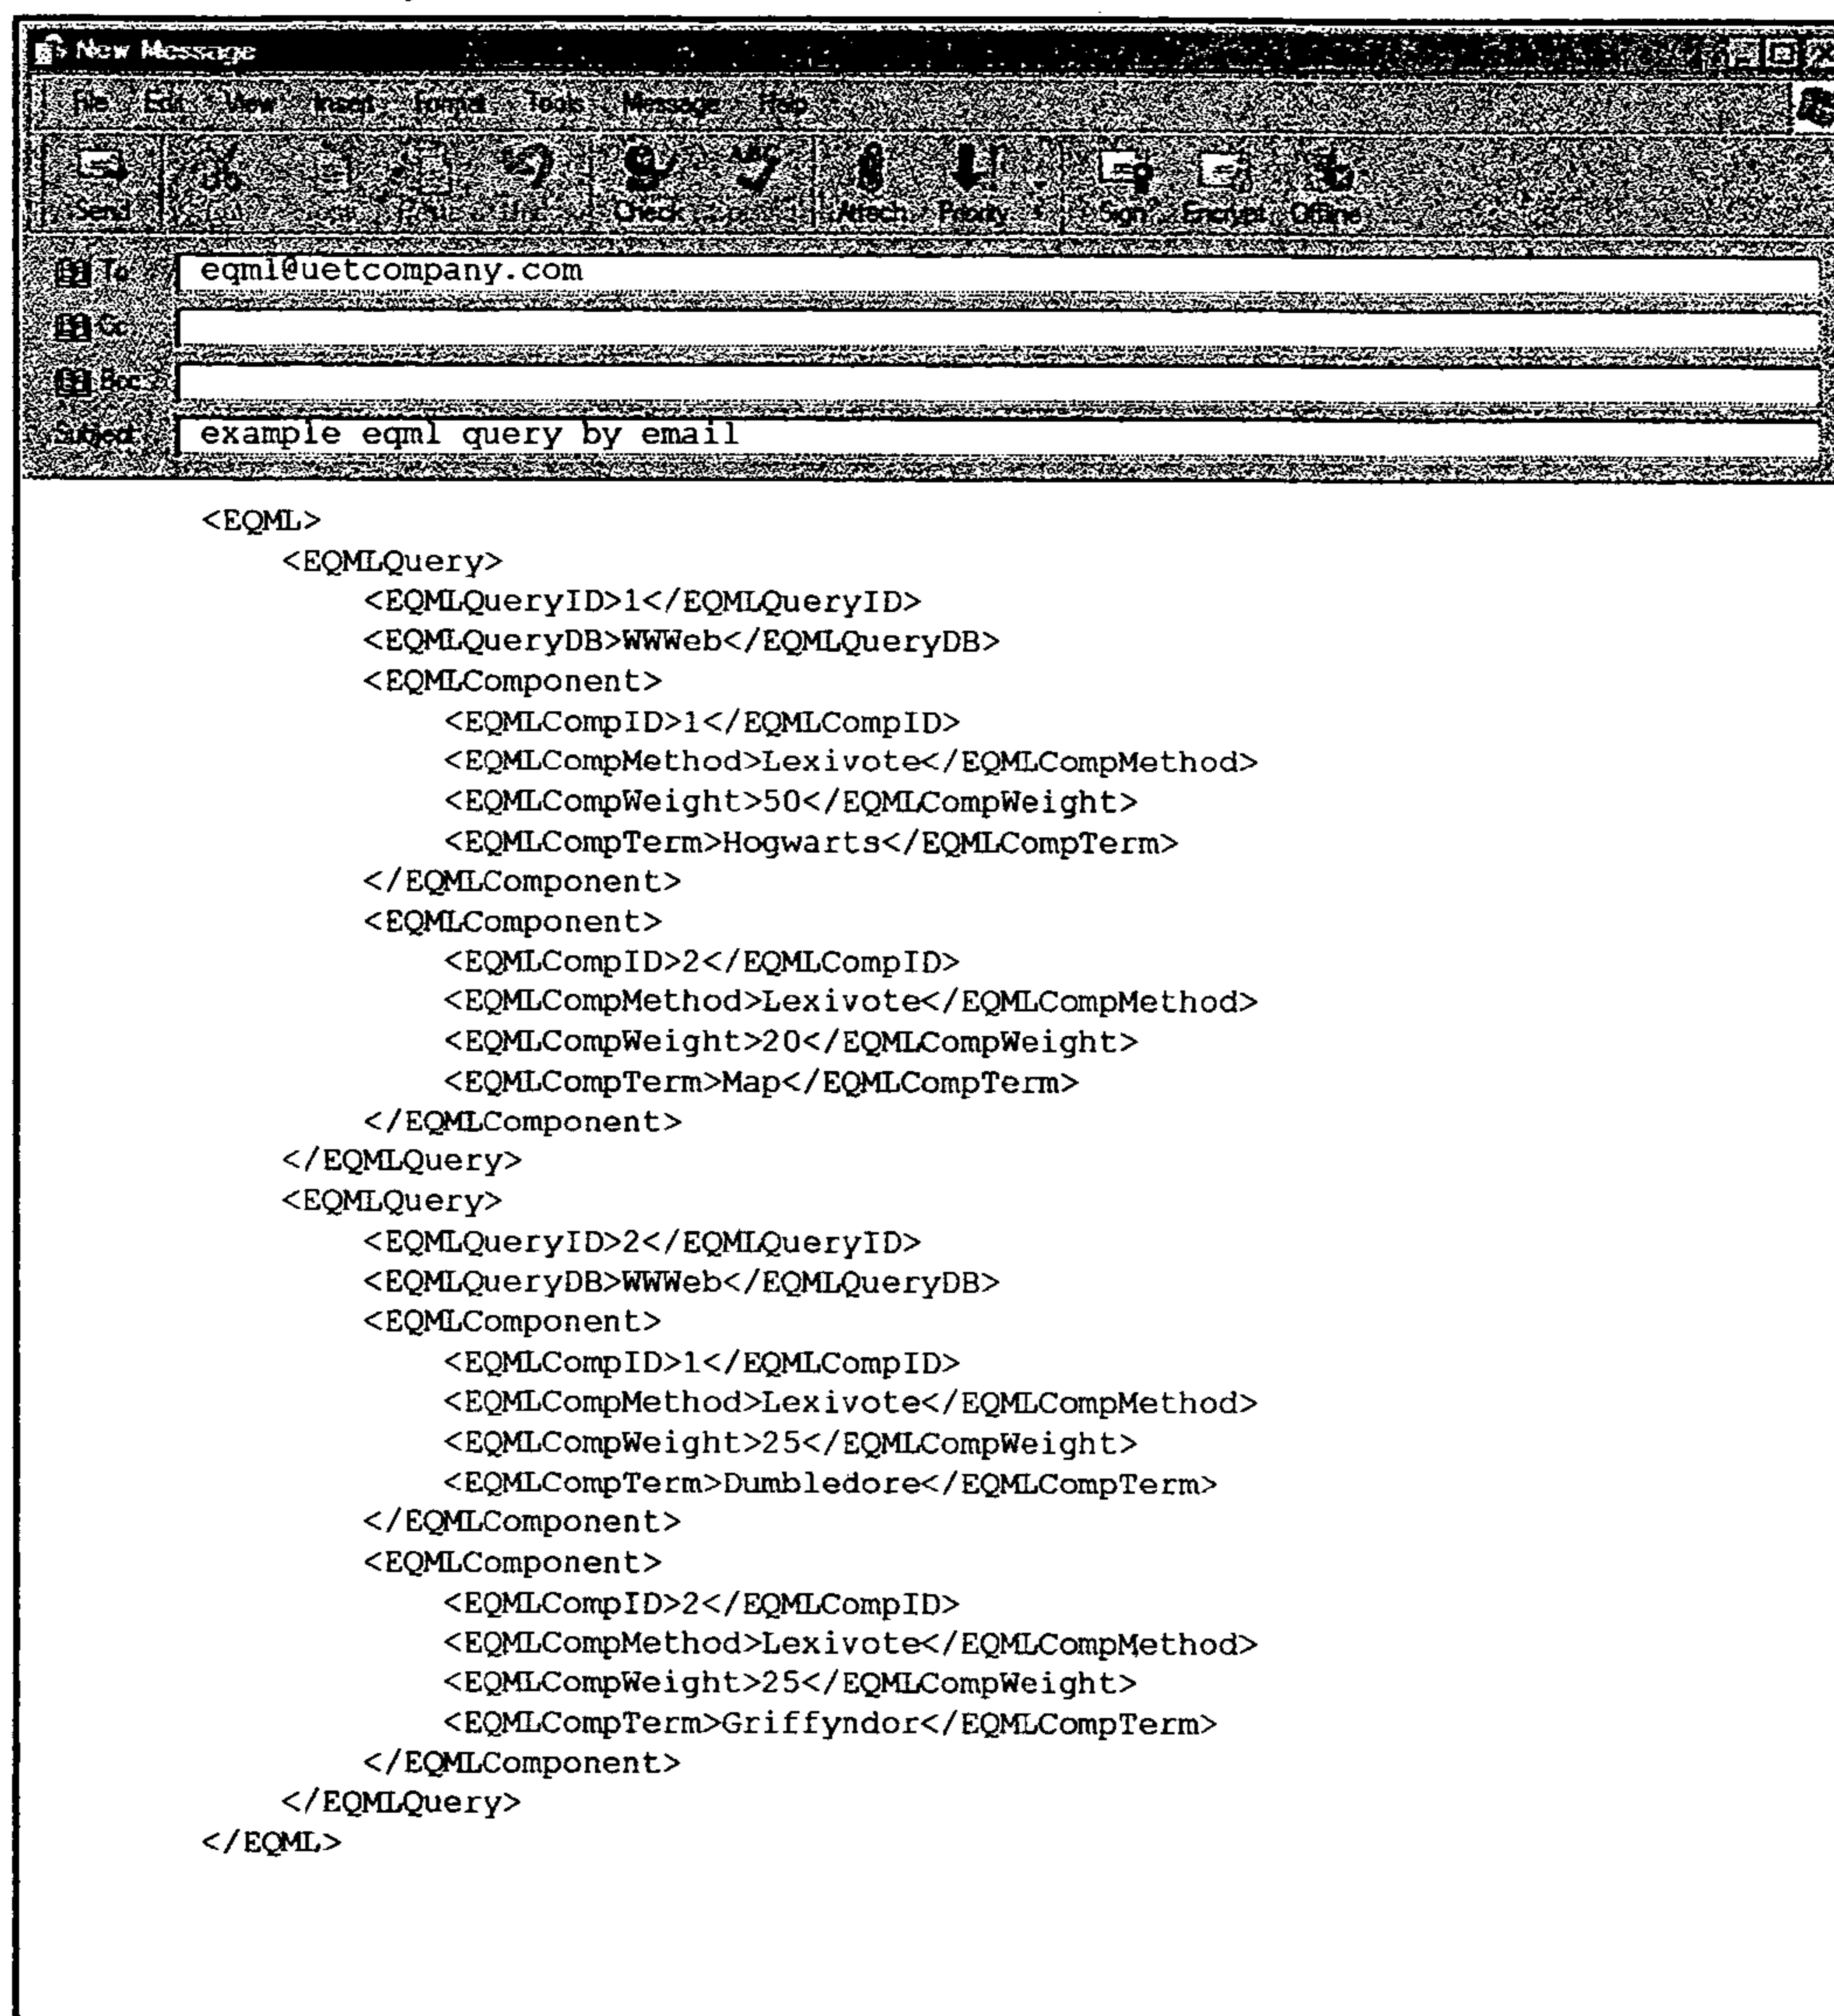 New Message
File Edit View Insert Format Tools Message Help
Send Check Attach Priority Sign Encrypt Offline
To eqml@uetcompany.com
Cc
Bcc
Subject: example eqml query by email
<EQML>
<EQMLQuery>
<EQMLQueryID>1</EQMLQueryID>
<EQMLQueryDB>WWWeb</EQMLQueryDB>
<EQMLComponent>
<EQMLCompID>1</EQMLCompID>
<EQMLCompMethod>Lexivote</EQMLCompMethod>
<EQMLCompWeight>50</EQMLCompWeight>
<EQMLCompTerm>Hogwarts</EQMLCompTerm>
</EQMLComponent>
<EQMLComponent>
<EQMLCompID>2</EQMLCompID>
<EQMLCompMethod>Lexivote</EQMLCompMethod>
<EQMLCompWeight>20</EQMLCompWeight>
<EQMLCompTerm>Map</EQMLCompTerm>
</EQMLComponent>
</EQMLQuery>
<EQMLQuery>
<EQMLQueryID>2</EQMLQueryID>
<EQMLQueryDB>WWWeb</EQMLQueryDB>
<EQMLComponent>
<EQMLCompID>1</EQMLCompID>
<EQMLCompMethod>Lexivote</EQMLCompMethod>
<EQMLCompWeight>25</EQMLCompWeight>
<EQMLCompTerm>Dumbledore</EQMLCompTerm>
</EQMLComponent>
<EQMLComponent>
<EQMLCompID>2</EQMLCompID>
<EQMLCompMethod>Lexivote</EQMLCompMethod>
<EQMLCompWeight>25</EQMLCompWeight>
<EQMLCompTerm>Griffyndor</EQMLCompTerm>
</EQMLComponent>
</EQMLQuery>
</EQML>